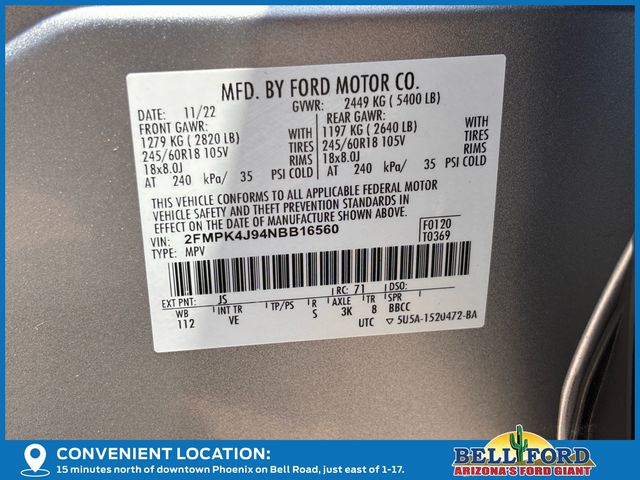 MFD. BY FORD MOTOR CO.
DATE: 11/22 GVWR: 2449 KG ( 5400 LB)
FRONT GAWR: REAR GAWR:
1279 KG ( 2820 LB) WITH 1197 KG ( 2640 LB) WITH
245/60R18 105V TIRES 245/60R18 105V TIRES
18x8.0J RIMS 18x8.0J RIMS
AT 240 kPa/ 35 PSI COLD AT 240 kPa/ 35 PSI COLD
THIS VEHICLE CONFORMS TO ALL APPLICABLE FEDERAL MOTOR
VEHICLE SAFETY AND BUMPER STANDARDS AND THEFT PREVENTION
STANDARDS IN EFFECT ON THE DATE OF MANUFACTURE SHOWN ABOVE.
VIN: 2FMPK4J94NBB16560 F0120
TYPE: MPV T0369
EXT PNT: JS RC: 71 DSO:
WB INT TR TP/PS R AXLE TR SPR
112 VE S 3K 8 BBCC
UTC 5U5A-1520472-BA
CONVENIENT LOCATION:
15 minutes north of downtown Phoenix on Bell Road, just east of 1-17.
BELL FORD
ARIZONA'S FORD GIANT